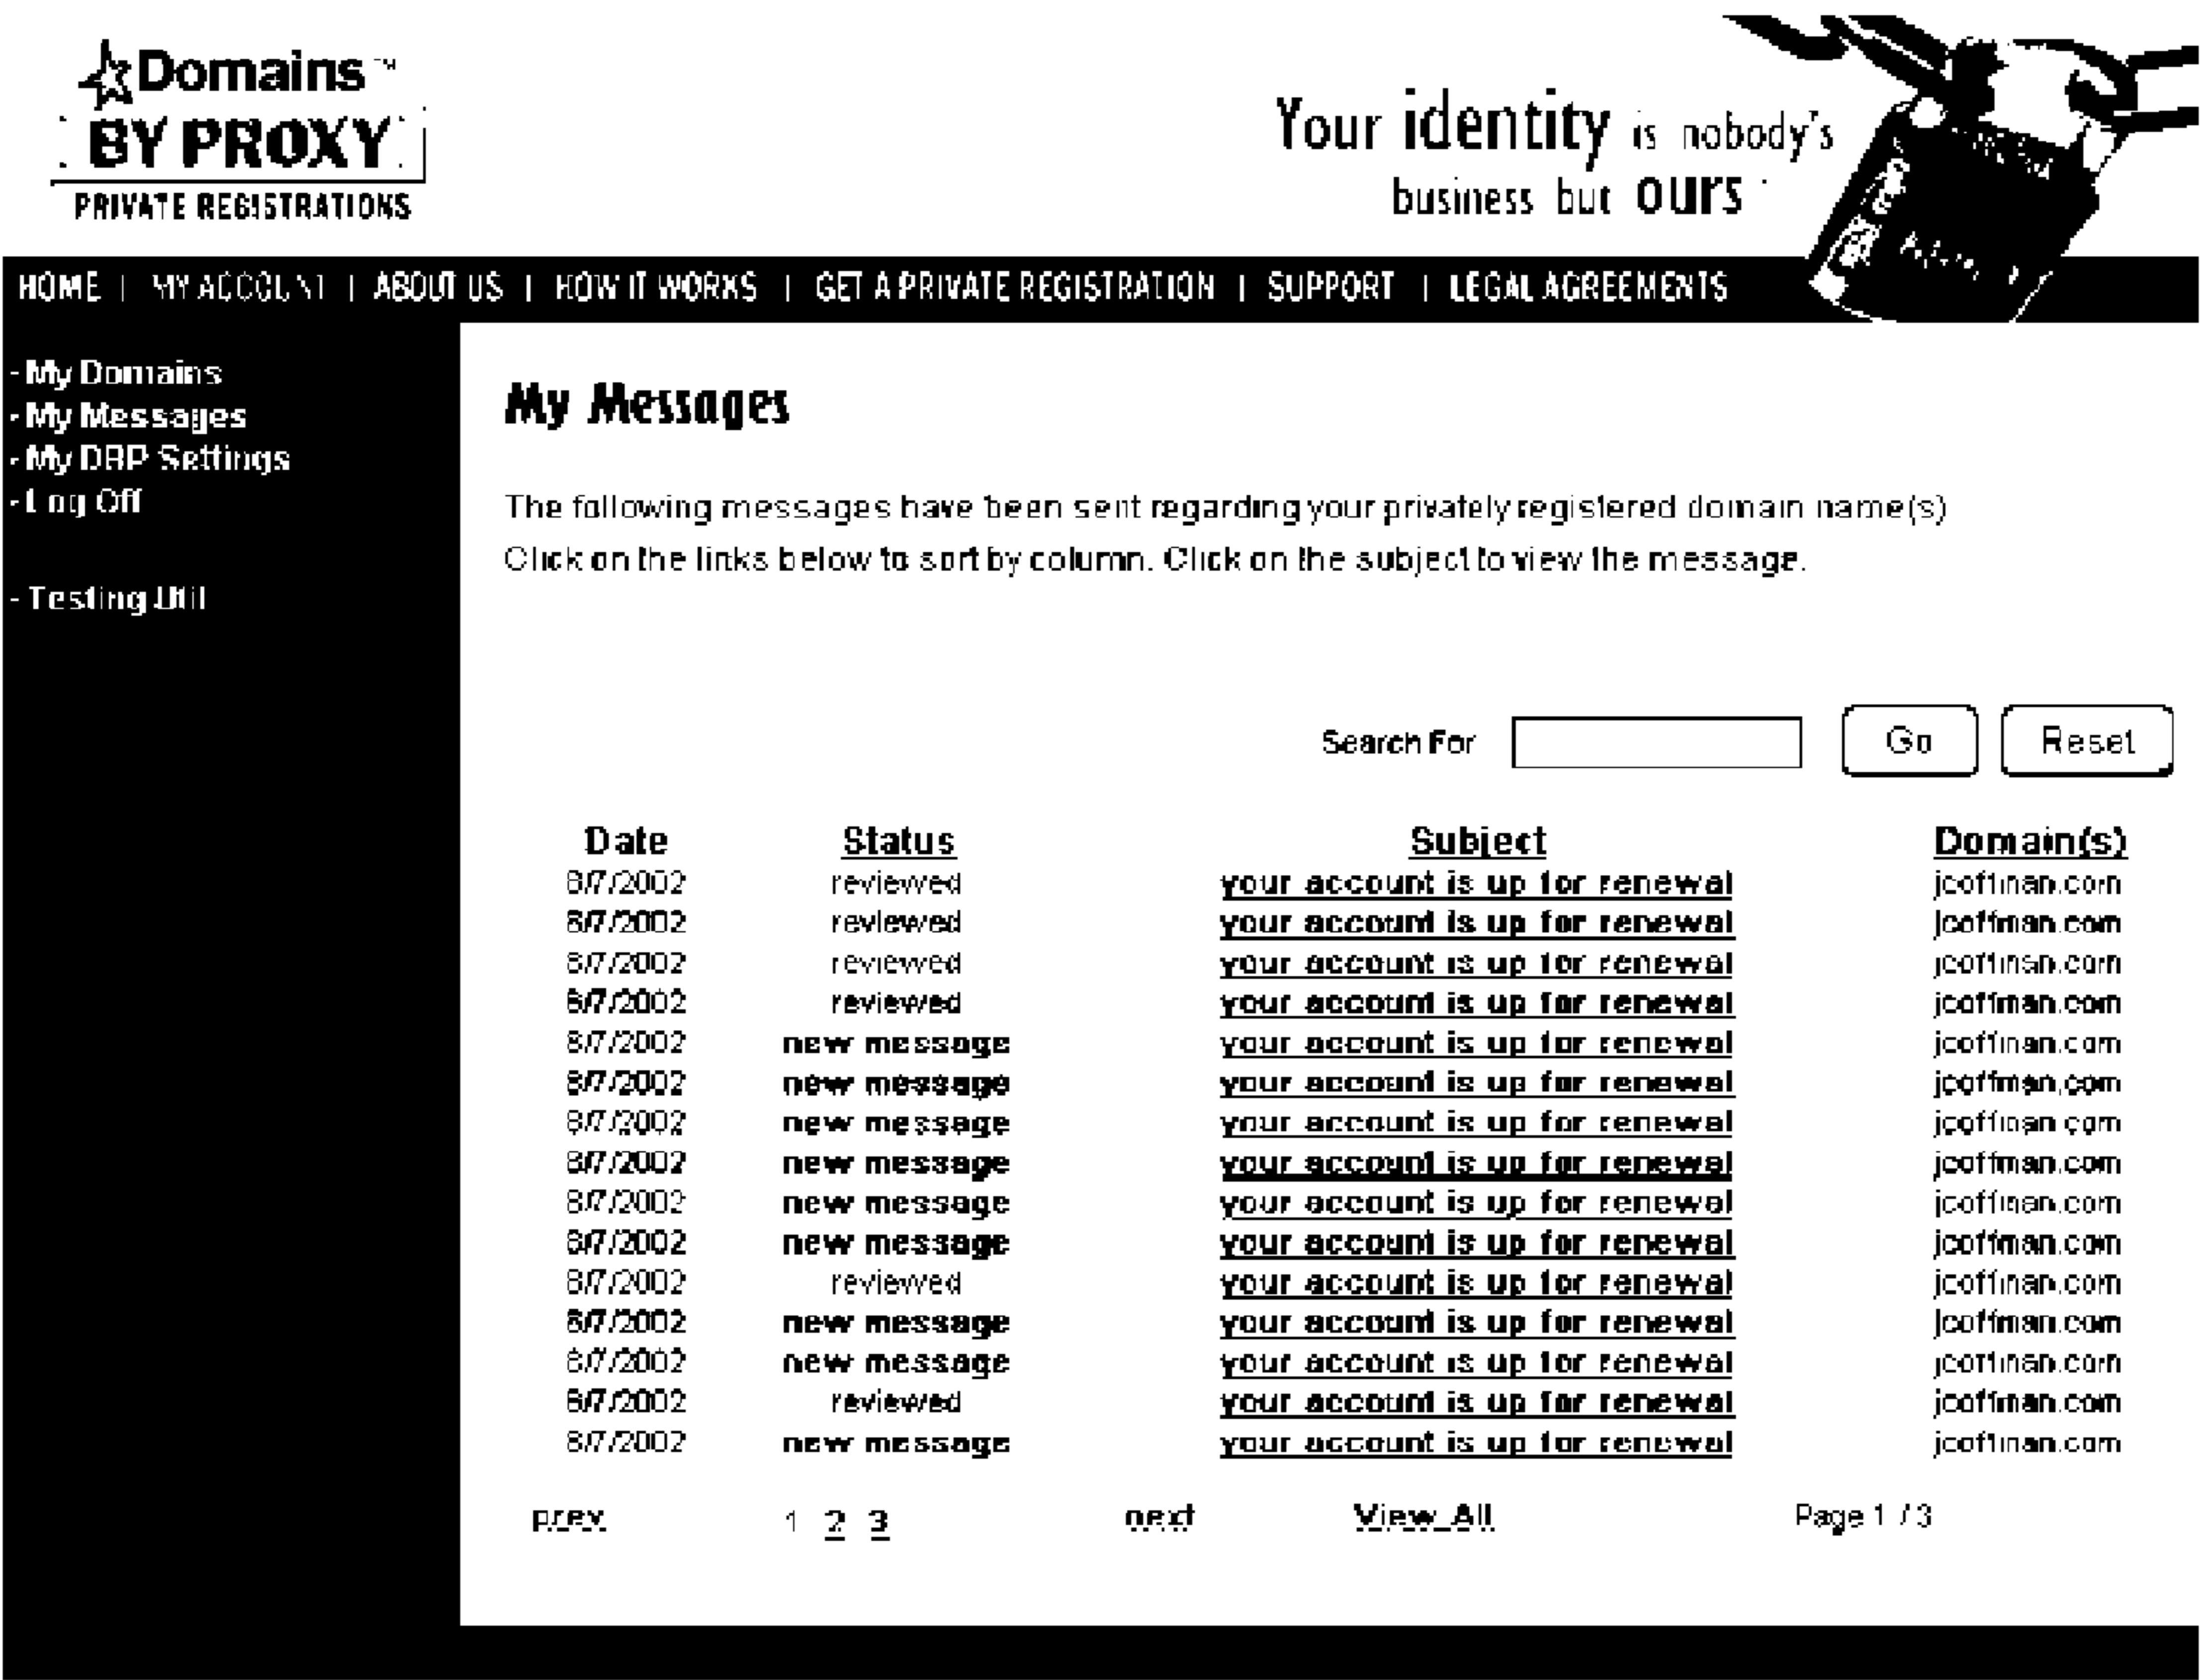 Domains™
BY PROXY
PRIVATE REGISTRATIONS
Your identity is nobody's
business but ours
HOME | MY ACCOUNT | ABOUT US | HOW IT WORKS | GET A PRIVATE REGISTRATION | SUPPORT | LEGAL AGREEMENTS
- My Domains
- My Messages
- My DBP Settings
- Log Off
- Testing Util
My Messages
The following messages have been sent regarding your privately registered domain name(s)
Click on the links below to sort by column. Click on the subject to view the message.
Search For Go Reset
Date Status Subject Domain(s)
8/7/2002 reviewed your account is up for renewal jcoffman.com
8/7/2002 reviewed your account is up for renewal jcoffman.com
8/7/2002 reviewed your account is up for renewal jcoffman.com
8/7/2002 reviewed your account is up for renewal jcoffman.com
8/7/2002 new message your account is up for renewal jcoffman.com
8/7/2002 new message your account is up for renewal jcoffman.com
8/7/2002 new message your account is up for renewal jcoffman.com
8/7/2002 new message your account is up for renewal jcoffman.com
8/7/2002 new message your account is up for renewal jcoffman.com
8/7/2002 new message your account is up for renewal jcoffman.com
8/7/2002 reviewed your account is up for renewal jcoffman.com
8/7/2002 new message your account is up for renewal jcoffman.com
8/7/2002 new message your account is up for renewal jcoffman.com
8/7/2002 reviewed your account is up for renewal jcoffman.com
8/7/2002 new message your account is up for renewal jcoffman.com
prev 1 2 3 next View All Page 1 / 3